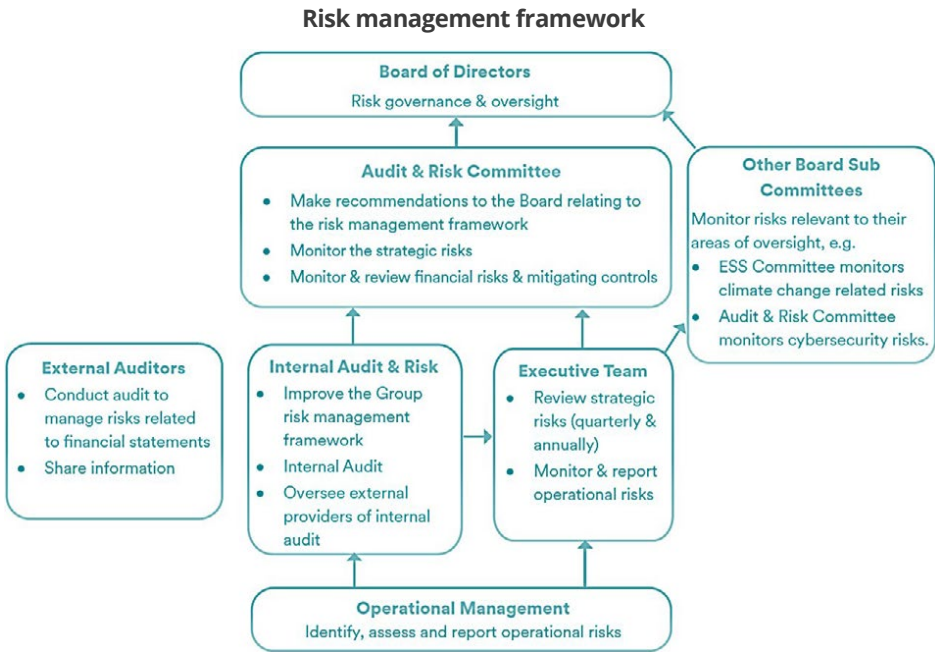 Risk management framework
Board of Directors
Risk governance & oversight
Audit & Risk Committee
• Make recommendations to the Board relating to
the risk management framework
• Monitor the strategic risks
• Monitor & review financial risks & mitigating controls
Other Board Sub
Committees
Monitor risks relevant to their
areas of oversight, e.g.
• ESS Committee monitors
climate change related risks
• Audit & Risk Committee
monitors cybersecurity risks.
External Auditors
• Conduct audit to
manage risks related
to financial statements
• Share information
Internal Audit & Risk
• Improve the Group
risk management
framework
• Internal Audit
• Oversee external
providers of internal
audit
Executive Team
• Review strategic
risks (quarterly &
annually)
• Monitor & report
operational risks
Operational Management
Identify, assess and report operational risks